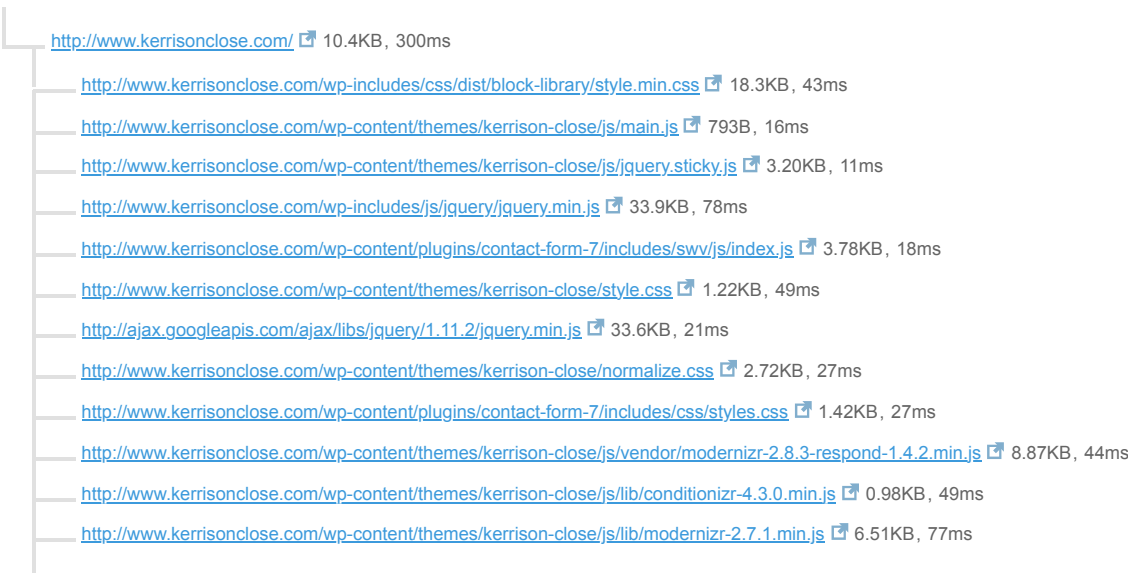 http://www.kerrisonclose.com/ 10.4KB, 300ms
http://www.kerrisonclose.com/wp-includes/css/dist/block-library/style.min.css 18.3KB, 43ms
http://www.kerrisonclose.com/wp-content/themes/kerrison-close/js/main.js 793B, 16ms
http://www.kerrisonclose.com/wp-content/themes/kerrison-close/js/jquery.sticky.js 3.20KB, 11ms
http://www.kerrisonclose.com/wp-includes/js/jquery/jquery.min.js 33.9KB, 78ms
http://www.kerrisonclose.com/wp-content/plugins/contact-form-7/includes/swv/js/index.js 3.78KB, 18ms
http://www.kerrisonclose.com/wp-content/themes/kerrison-close/style.css 1.22KB, 49ms
http://ajax.googleapis.com/ajax/libs/jquery/1.11.2/jquery.min.js 33.6KB, 21ms
http://www.kerrisonclose.com/wp-content/themes/kerrison-close/normalize.css 2.72KB, 27ms
http://www.kerrisonclose.com/wp-content/plugins/contact-form-7/includes/css/styles.css 1.42KB, 27ms
http://www.kerrisonclose.com/wp-content/themes/kerrison-close/js/vendor/modernizr-2.8.3-respond-1.4.2.min.js 8.87KB, 44ms
http://www.kerrisonclose.com/wp-content/themes/kerrison-close/js/lib/conditionizr-4.3.0.min.js 0.98KB, 49ms
http://www.kerrisonclose.com/wp-content/themes/kerrison-close/js/lib/modernizr-2.7.1.min.js 6.51KB, 77ms